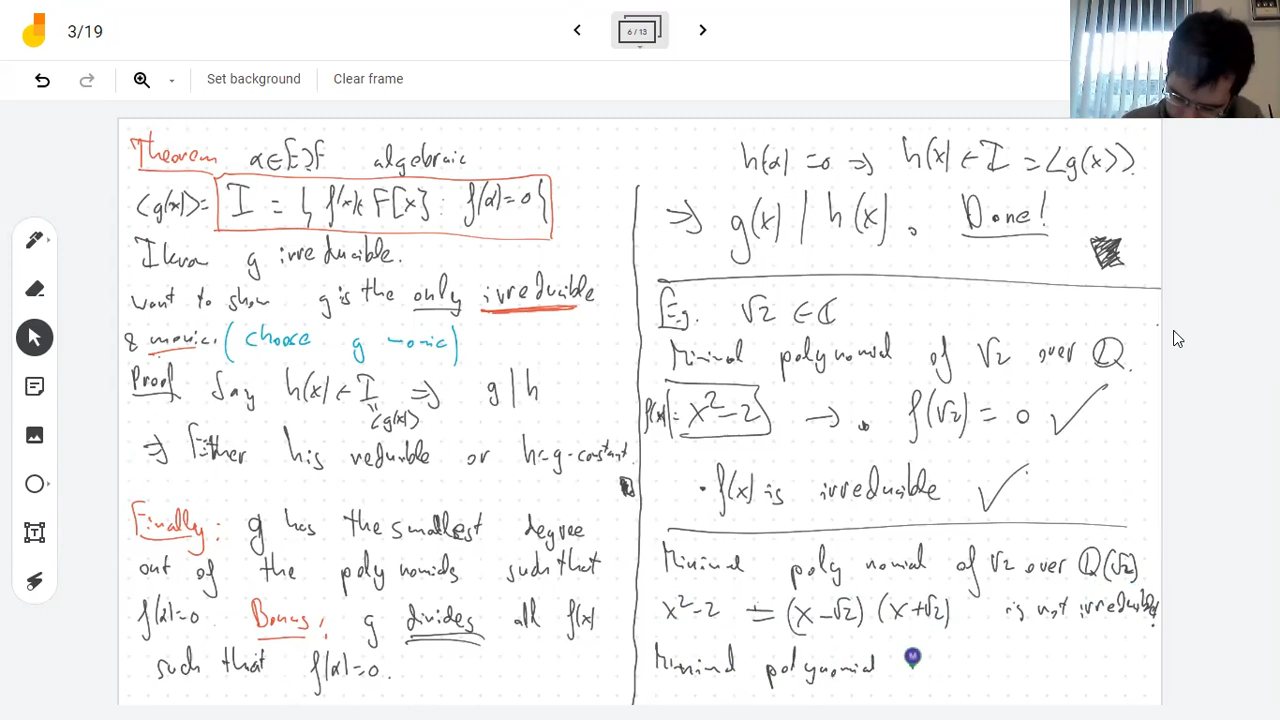 3/19
6 / 13
Set background
Clear frame
Theorem α ∈ E ⊇ F algebraic
<g(x)> = I = { f(x) ∈ F[x] : f(α) = 0 }
I know g irreducible.
want to show g is the only irreducible
& monic. (choose g monic)
Proof Say h(x) ∈ I ⇒ g | h
= <g(x)>
⇒ Either h is reducible or h = g · constant
Finally: g has the smallest degree
out of the polynomials such that
f(α)=0. Bonus: g divides all f(x)
such that f(α)=0.
h(α) = 0 ⇒ h(x) ∈ I = <g(x)>.
⇒ g(x) | h(x). Done!
E.g. √2 ∈ ℂ
Minimal polynomial of √2 over ℚ.
f(x) = x²-2 → · f(√2) = 0 ✓
· f(x) is irreducible ✓
Minimal polynomial of √2 over ℚ(√2)
x²-2 = (x-√2) (x+√2) is not irreducible!
Minimal polynomial
M